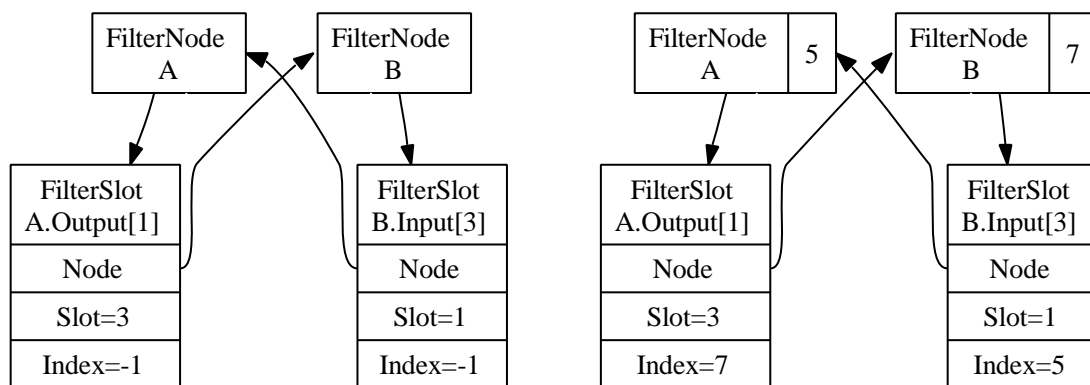 FilterNode
A
FilterNode
B
FilterSlot
A.Output[1]
Node
Slot=3
Index=-1
FilterSlot
B.Input[3]
Node
Slot=1
Index=-1
FilterNode
A
5
FilterNode
B
7
FilterSlot
A.Output[1]
Node
Slot=3
Index=7
FilterSlot
B.Input[3]
Node
Slot=1
Index=5